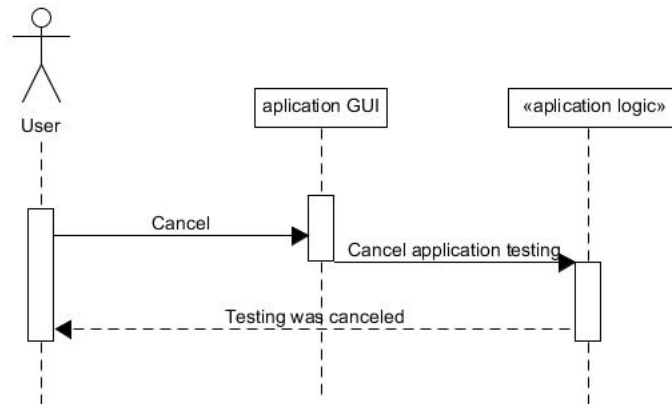 User
aplication GUI
«aplication logic»
Cancel
Cancel application testing
Testing was canceled